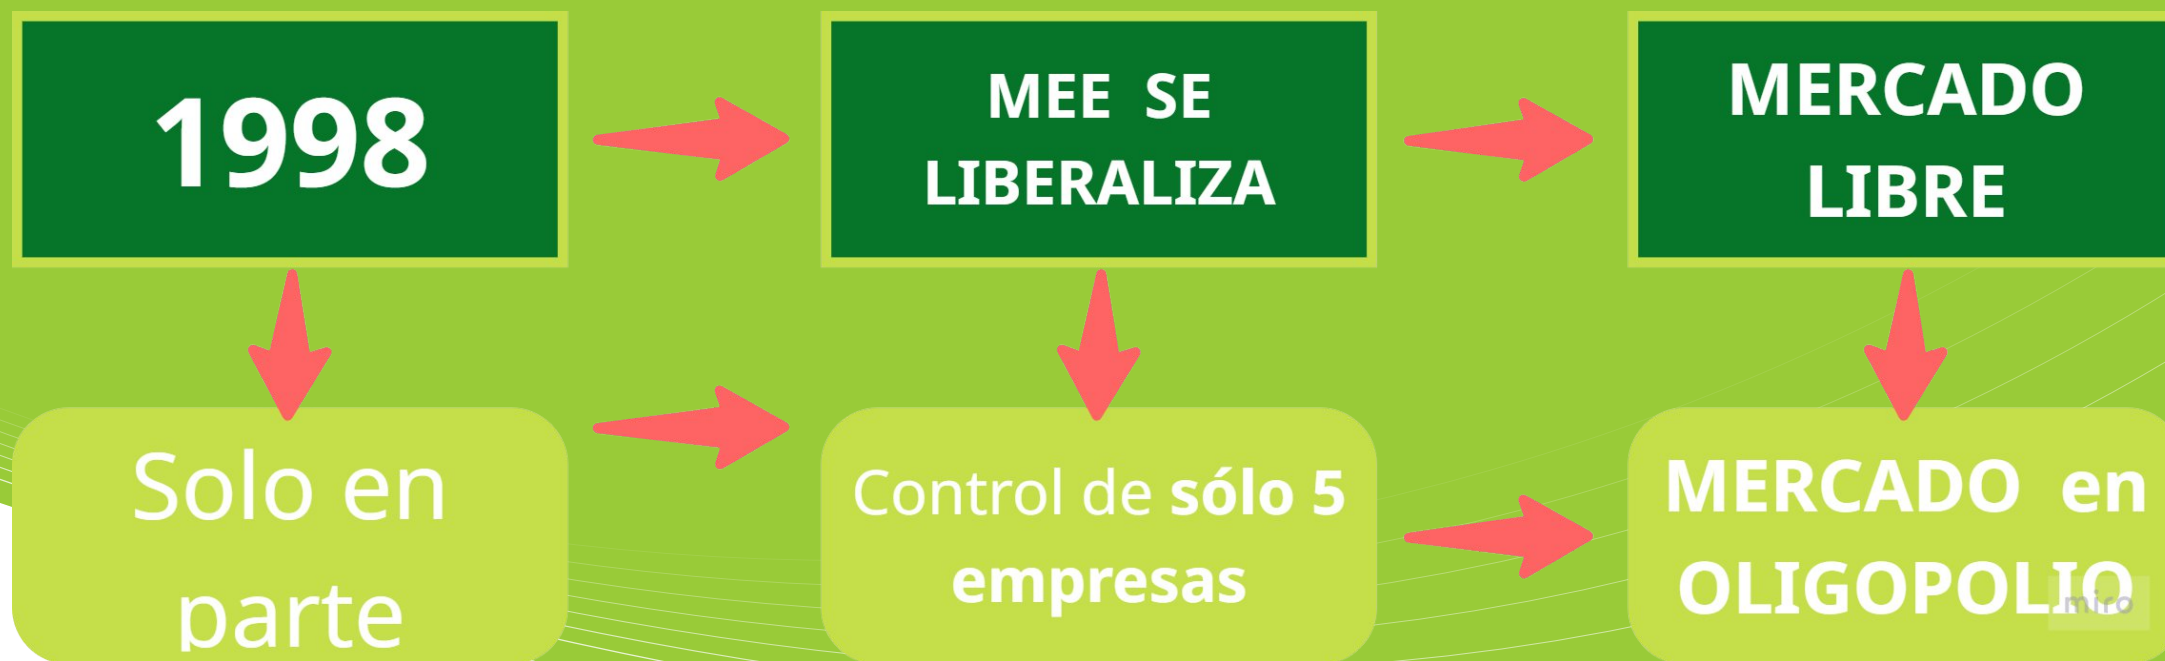 1998
MEE SE
LIBERALIZA
MERCADO
LIBRE
Solo en
parte
Control de sólo 5
empresas
MERCADO en
OLIGOPOLIO
miro